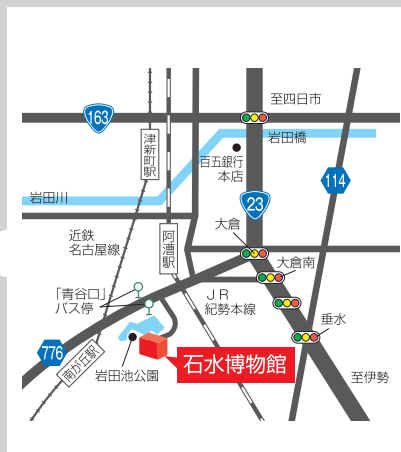 163
至四日市
津新町駅
岩田橋
百五銀行
本店
114
岩田川
23
大倉
近鉄
名古屋線
阿漕駅
大倉南
「青谷口」
バス停
ＪＲ
紀勢本線
垂水
776
南が丘駅
岩田池公園
石水博物館
至伊勢